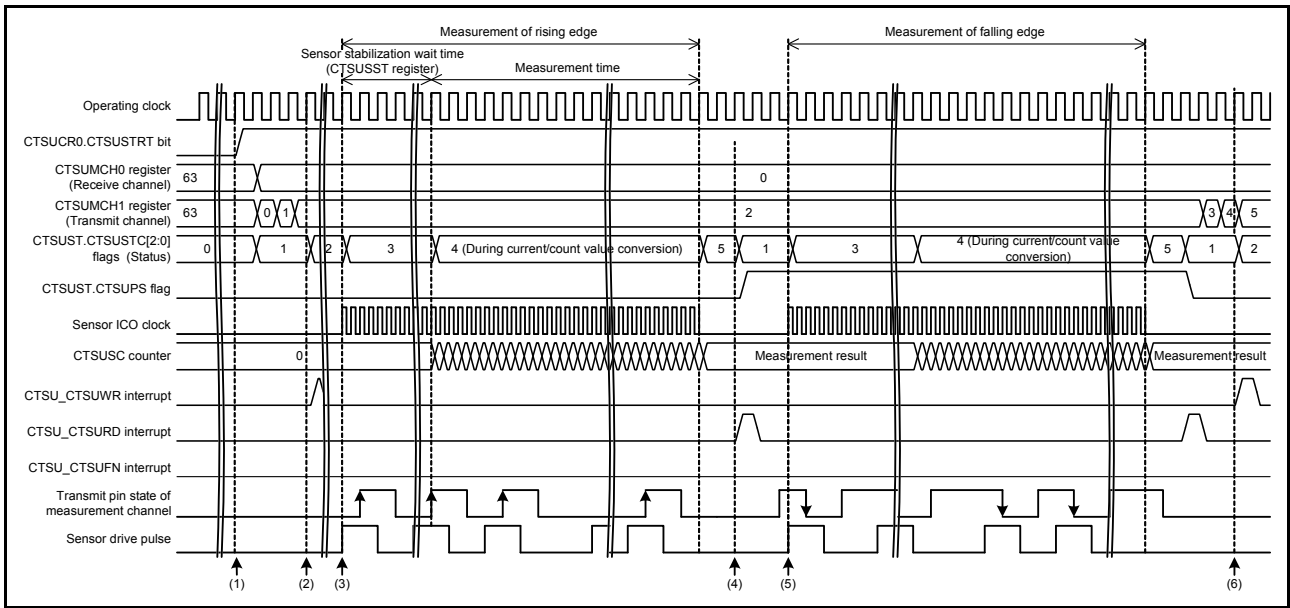 Measurement of rising edge
Measurement of falling edge
Sensor stabilization wait time
(CTSUSST register)
Measurement time
Operating clock
CTSUCR0.CTSUSTRT bit
CTSUMCH0 register
(Receive channel)
63
0
CTSUMCH1 register
(Transmit channel)
63
0
1
2
3
4
5
CTSUST.CTSUSTC[2:0]
flags (Status)
0
1
2
3
4 (During current/count value conversion)
5
1
3
4 (During current/count value
conversion)
5
1
2
CTSUST.CTSUPS flag
Sensor ICO clock
CTSUSC counter
0
Measurement result
Measurement result
CTSU_CTSUWR interrupt
CTSU_CTSURD interrupt
CTSU_CTSUFN interrupt
Transmit pin state of
measurement channel
Sensor drive pulse
(1)
(2)
(3)
(4)
(5)
(6)